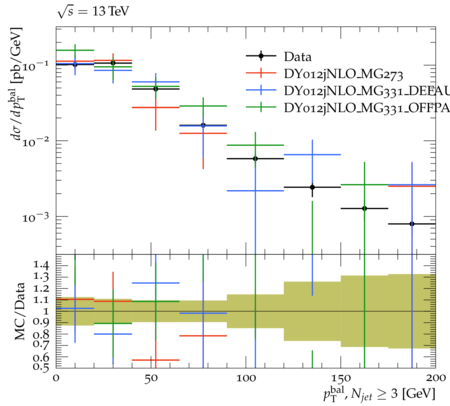 √s = 13 TeV
dσ/dp_T^bal [pb/GeV]
10⁻¹
10⁻²
10⁻³
Data
DY012jNLO_MG273
DY012jNLO_MG331_DEFAU
DY012jNLO_MG331_OFFPA
MC/Data
1.4
1.3
1.2
1.1
1
0.9
0.8
0.7
0.6
0.5
0 50 100 150 200
p_T^bal, N_jet ≥ 3 [GeV]